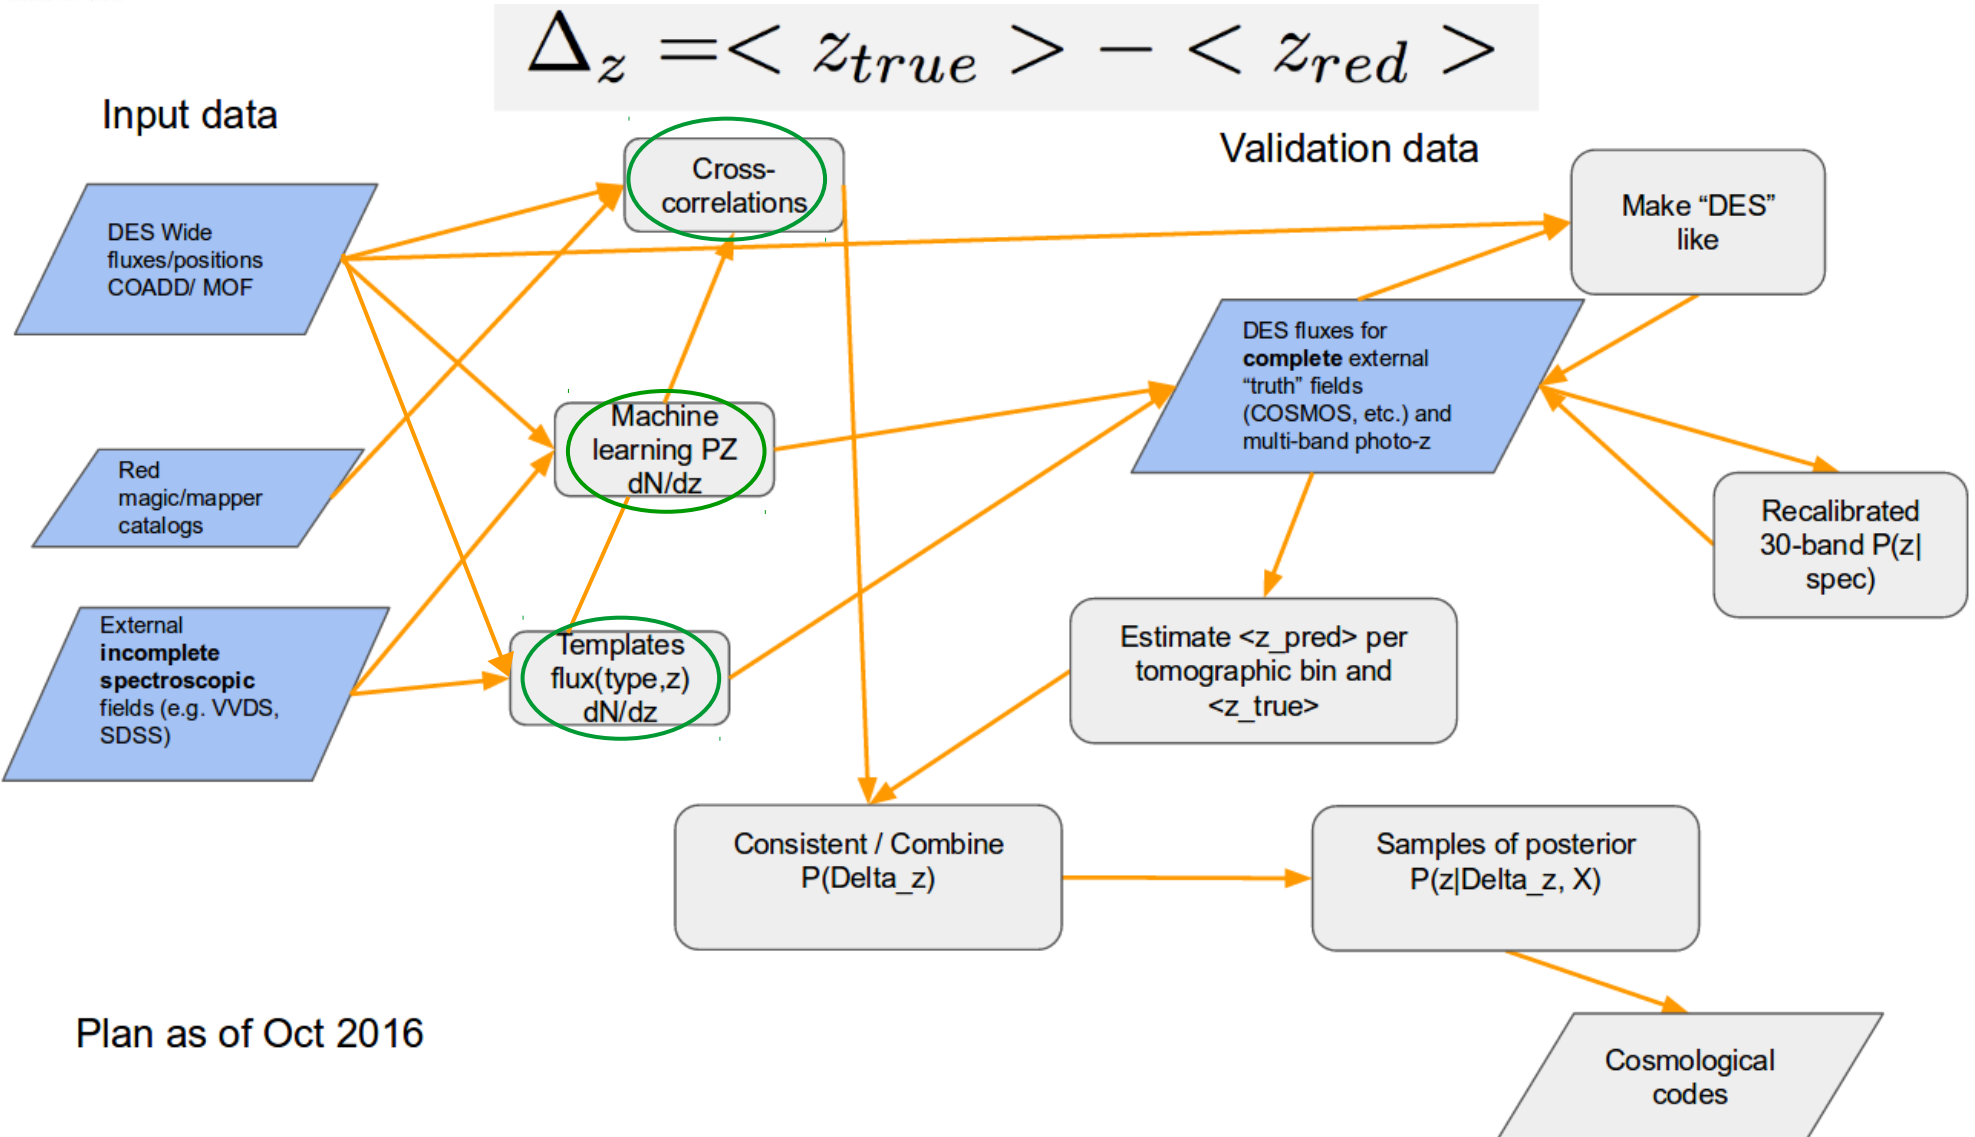 Δz =< ztrue > − < zred >
Input data
Validation data
Cross-
correlations
Make “DES”
like
DES Wide
fluxes/positions
COADD/ MOF
DES fluxes for
complete external
“truth” fields
(COSMOS, etc.) and
multi-band photo-z
Machine
learning PZ
dN/dz
Red
magic/mapper
catalogs
Recalibrated
30-band P(z|
spec)
External
incomplete
spectroscopic
fields (e.g. VVDS,
SDSS)
Templates
flux(type,z)
dN/dz
Estimate <z_pred> per
tomographic bin and
<z_true>
Consistent / Combine
P(Delta_z)
Samples of posterior
P(z|Delta_z, X)
Plan as of Oct 2016
Cosmological
codes